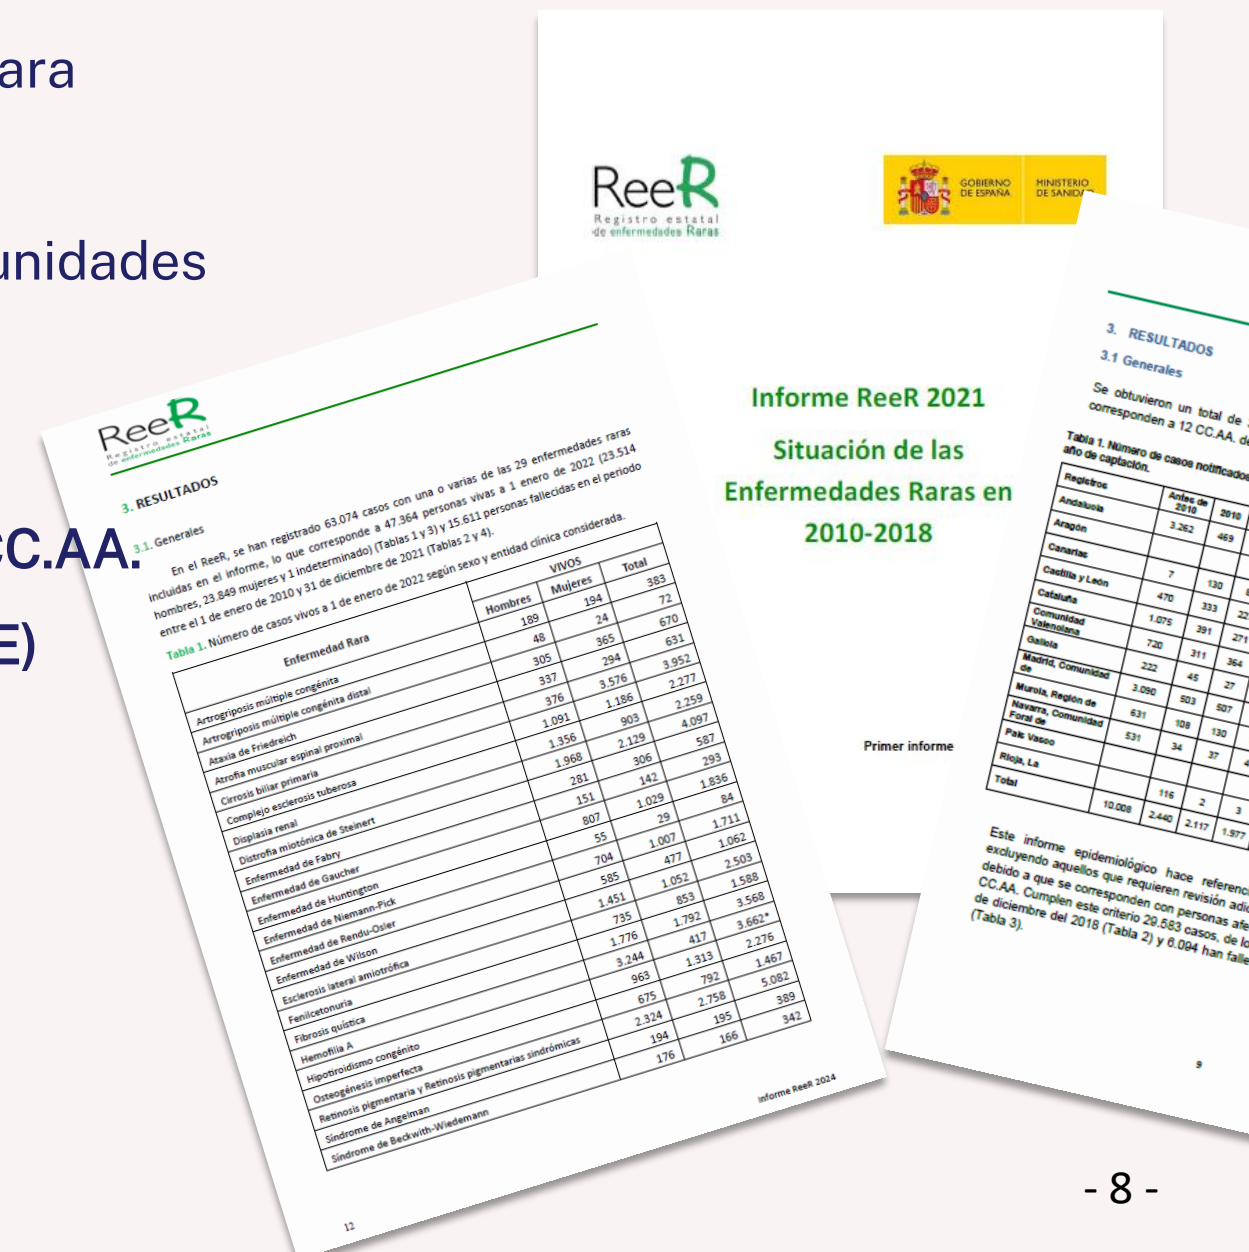 ara
unidades
CC.AA.
E)
ReeR
Registro estatal
de enfermedades Raras
GOBIERNO
DE ESPAÑA
MINISTERIO
DE SANIDAD
Informe ReeR 2021
Situación de las
Enfermedades Raras en
2010-2018
Primer informe
ReeR
Registro estatal
de enfermedades Raras
3. RESULTADOS
3.1. Generales
En el ReeR, se han registrado 63.074 casos con una o varias de las 29 enfermedades raras
incluidas en el informe, lo que corresponde a 47.364 personas vivas a 1 enero de 2022 (23.514
hombres, 23.849 mujeres y 1 indeterminado) (Tablas 1 y 3) y 15.611 personas fallecidas en el periodo
entre el 1 de enero de 2010 y 31 de diciembre de 2021 (Tablas 2 y 4).
Tabla 1. Número de casos vivos a 1 de enero de 2022 según sexo y entidad clínica considerada.
VIVOS
Enfermedad Rara Hombres Mujeres Total
Artrogriposis múltiple congénita 189 194 383
Artrogriposis múltiple congénita distal 48 24 72
Ataxia de Friedreich 305 365 670
Atrofia muscular espinal proximal 337 294 631
Cirrosis biliar primaria 376 3.576 3.952
Complejo esclerosis tuberosa 1.091 1.186 2.277
Displasia renal 1.356 903 2.259
Distrofia miotónica de Steinert 1.968 2.129 4.097
Enfermedad de Fabry 281 306 587
Enfermedad de Gaucher 151 142 293
Enfermedad de Huntington 807 1.029 1.836
Enfermedad de Niemann-Pick 55 29 84
Enfermedad de Rendu-Osler 704 1.007 1.711
Enfermedad de Wilson 585 477 1.062
Esclerosis lateral amiotrófica 1.451 1.052 2.503
Fenilcetonuria 735 853 1.588
Fibrosis quística 1.776 1.792 3.568
Hemofilia A 3.244 417 3.662*
Hipotiroidismo congénito 963 1.313 2.276
Osteogénesis imperfecta 675 792 1.467
Retinosis pigmentaria y Retinosis pigmentarias sindrómicas 2.324 2.758 5.082
Síndrome de Angelman 194 195 389
Síndrome de Beckwith-Wiedemann 176 166 342
Informe ReeR 2024
12
3. RESULTADOS
3.1 Generales
Se obtuvieron un total de
corresponden a 12 CC.AA. de
Tabla 1. Número de casos notificados
año de captación.
Registros Antes de 2010 2010
Andalucía 3.262 469
Aragón
Canarias 7 130
Castilla y León 470 333 22
Cataluña 1.075 391 271
Comunidad Valenciana 720 311 364
Galicia 222 45 27
Madrid, Comunidad de 3.090 503 507
Murcia, Región de 631 108 130
Navarra, Comunidad Foral de 531 34 37 4
País Vasco
Rioja, La 116 2 3
Total 10.008 2.440 2.117 1.977
Este informe epidemiológico hace referenci
excluyendo aquellos que requieren revisión adic
debido a que se corresponden con personas afe
CC.AA. Cumplen este criterio 29.583 casos, de lo
de diciembre del 2018 (Tabla 2) y 6.094 han falle
(Tabla 3).
9
- 8 -